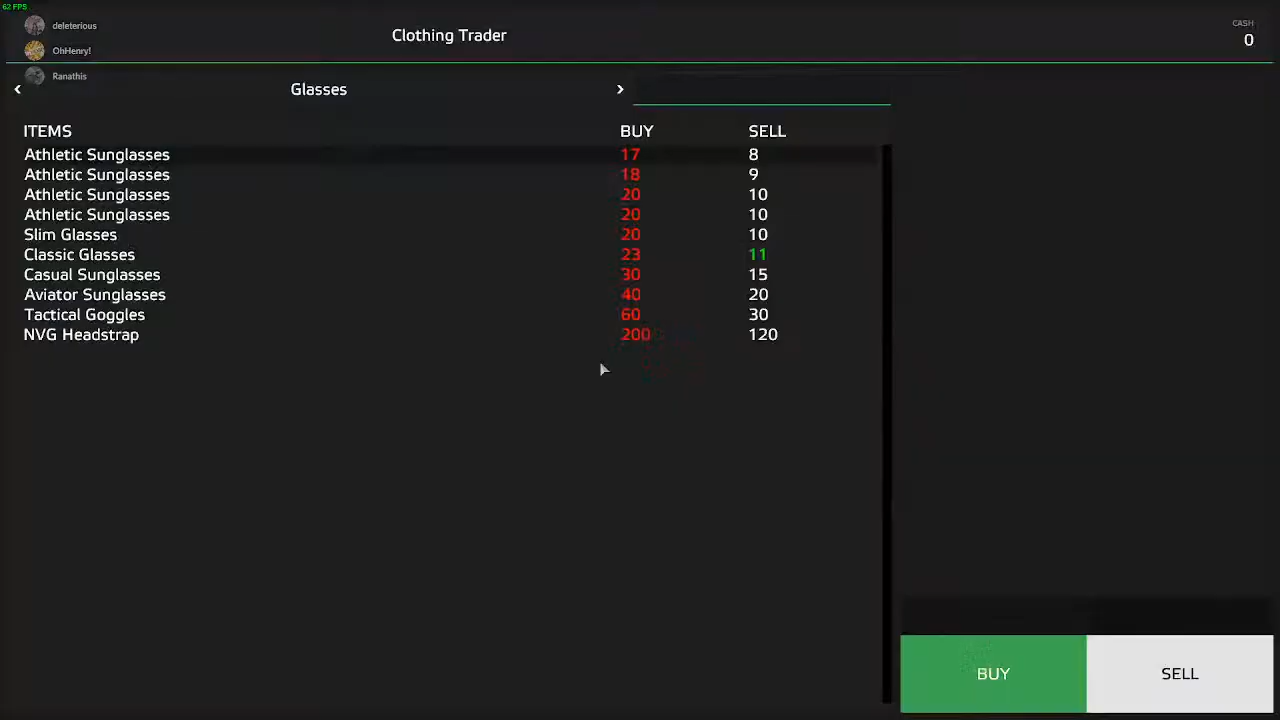 62 FPS
deleterious
OhHenry!
Ranathis
Clothing Trader
CASH
0
‹ Glasses ›
ITEMS BUY SELL
Athletic Sunglasses 17 8
Athletic Sunglasses 18 9
Athletic Sunglasses 20 10
Athletic Sunglasses 20 10
Slim Glasses 20 10
Classic Glasses 23 11
Casual Sunglasses 30 15
Aviator Sunglasses 40 20
Tactical Goggles 60 30
NVG Headstrap 200 120
BUY SELL